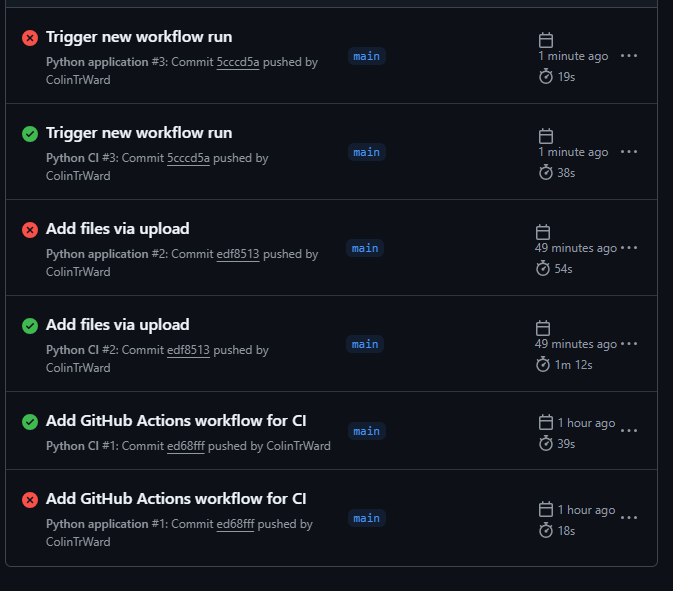 Trigger new workflow run
Python application #3: Commit 5cccd5a pushed by
ColinTrWard
main
1 minute ago
19s
Trigger new workflow run
Python CI #3: Commit 5cccd5a pushed by
ColinTrWard
main
1 minute ago
38s
Add files via upload
Python application #2: Commit edf8513 pushed by
ColinTrWard
main
49 minutes ago
54s
Add files via upload
Python CI #2: Commit edf8513 pushed by
ColinTrWard
main
49 minutes ago
1m 12s
Add GitHub Actions workflow for CI
Python CI #1: Commit ed68fff pushed by ColinTrWard
main
1 hour ago
39s
Add GitHub Actions workflow for CI
Python application #1: Commit ed68fff pushed by
ColinTrWard
main
1 hour ago
18s